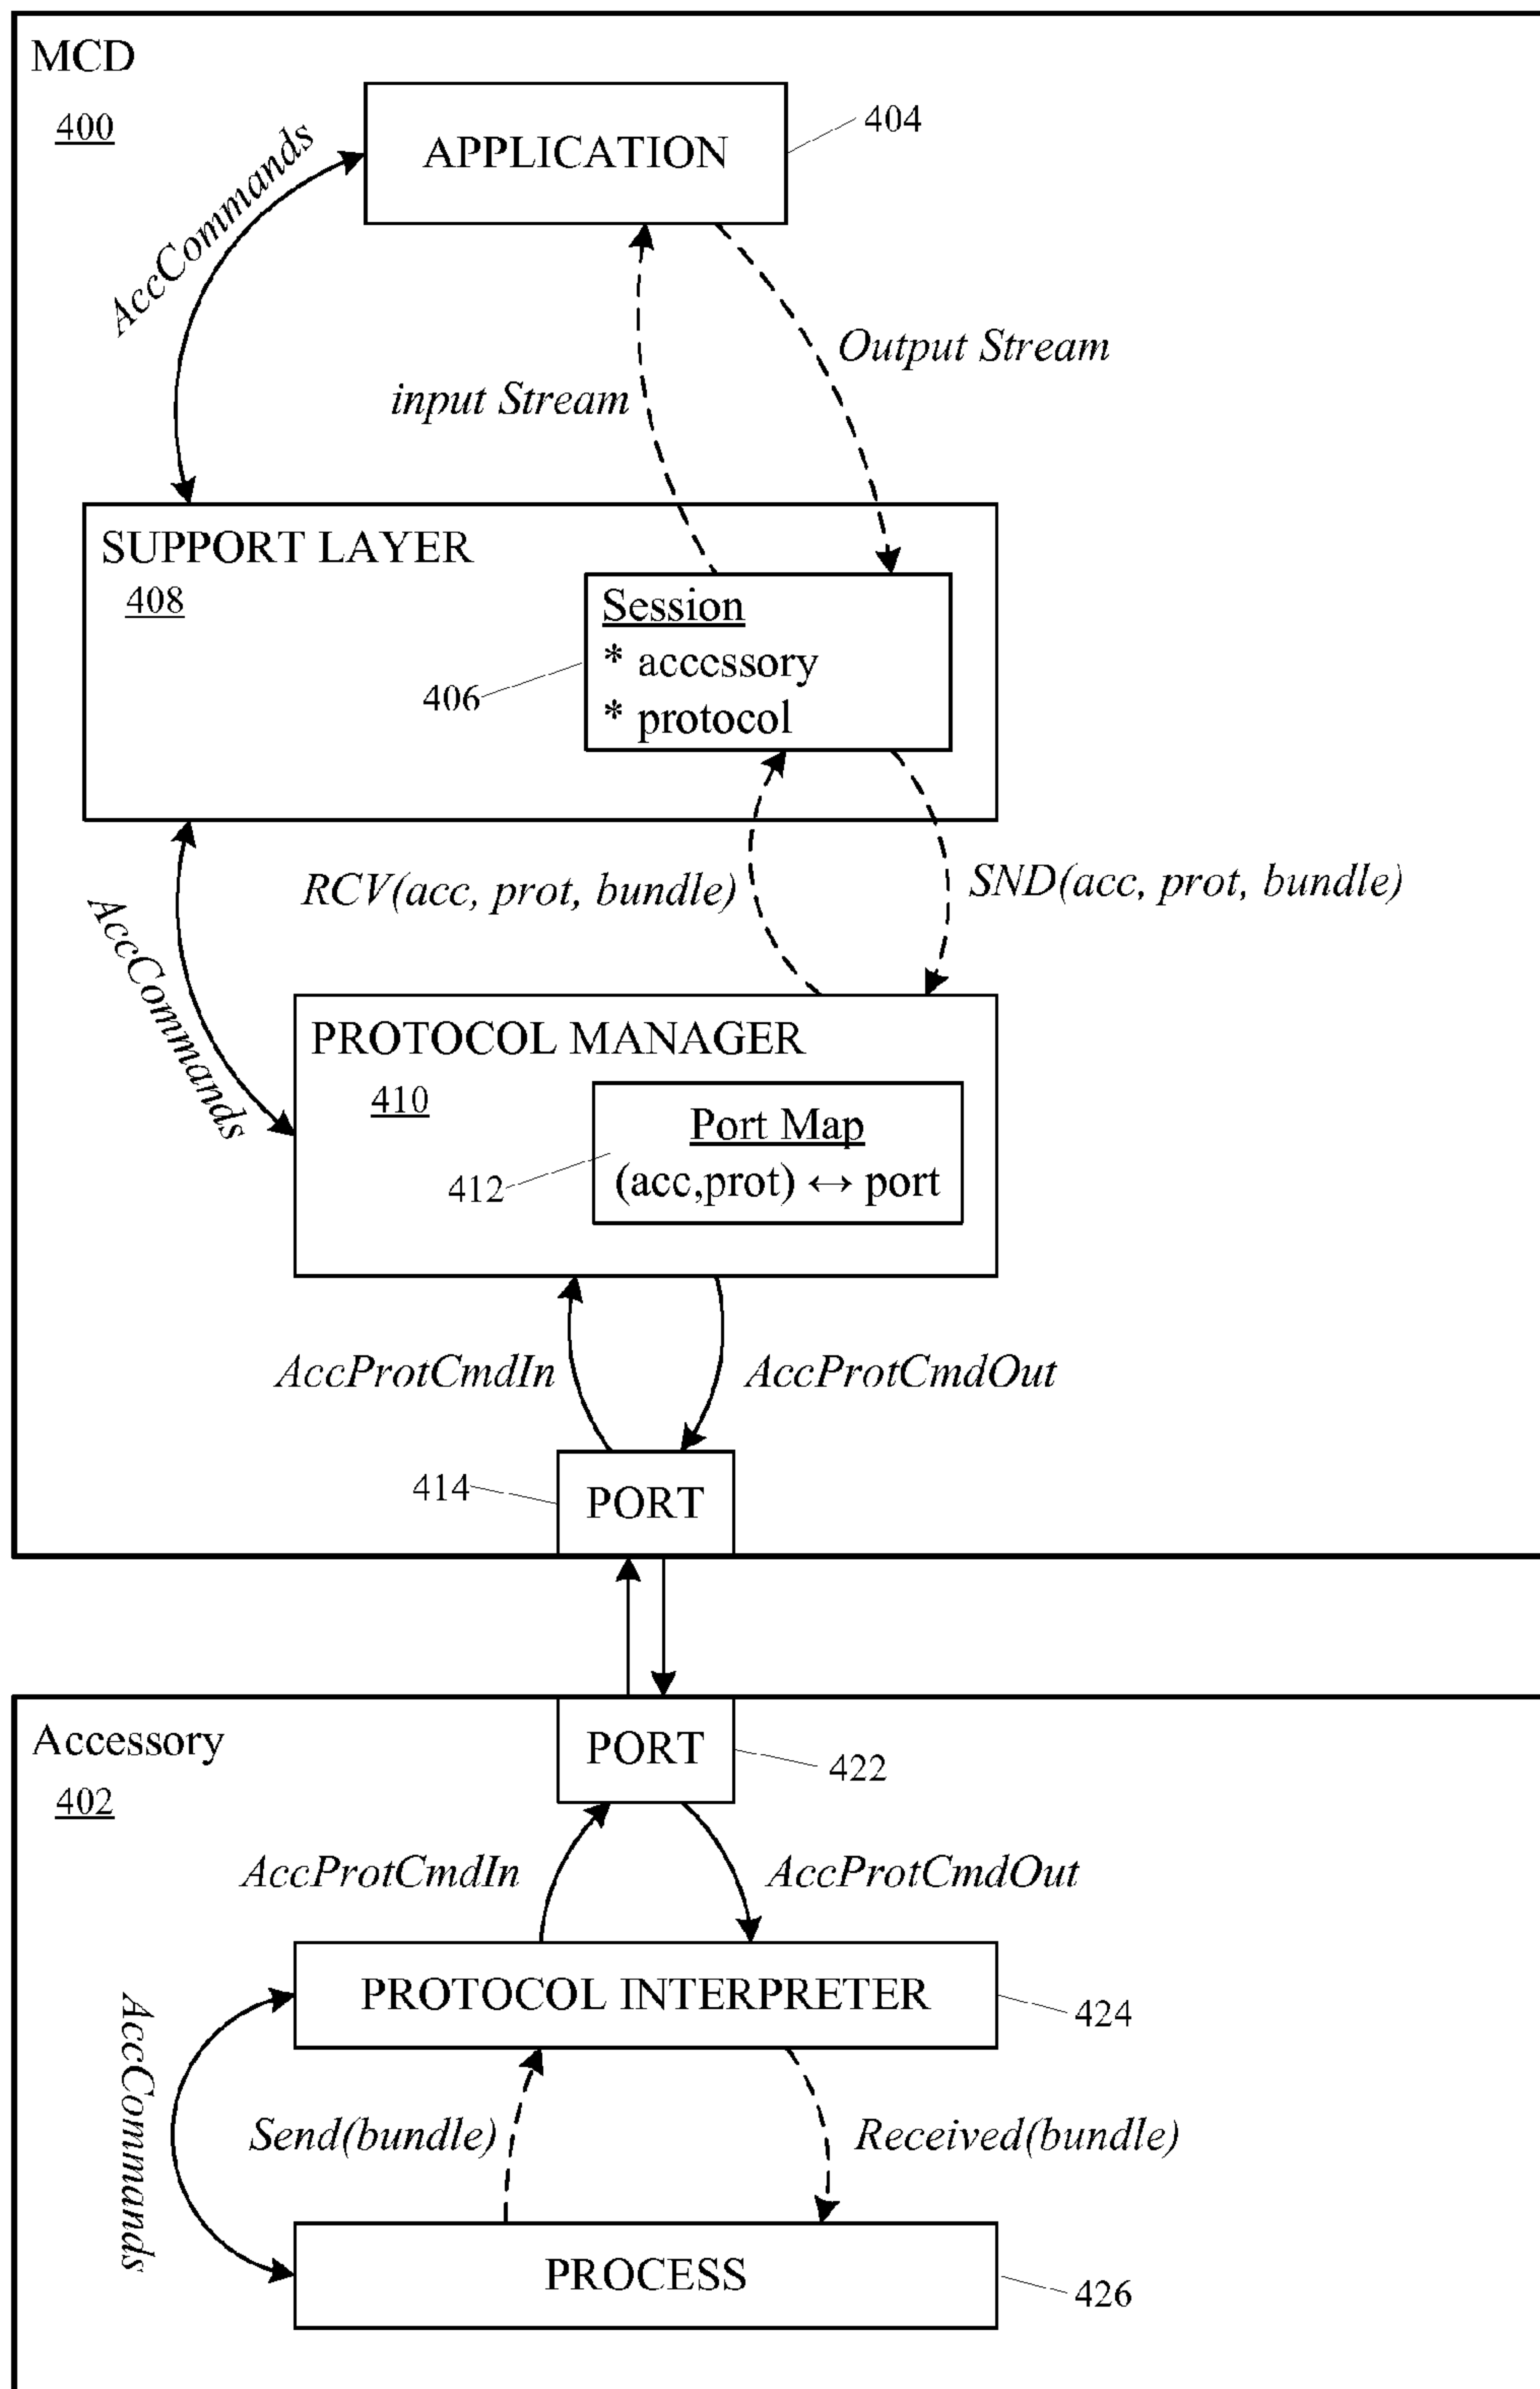 MCD
400
APPLICATION
404
AccCommands
Output Stream
input Stream
SUPPORT LAYER
408
Session
* acccssory
* protocol
406
RCV(acc, prot, bundle)
SND(acc, prot, bundle)
AccCommands
PROTOCOL MANAGER
410
Port Map
(acc,prot) ↔ port
412
AccProtCmdIn
AccProtCmdOut
414
PORT
Accessory
402
PORT
422
AccProtCmdIn
AccProtCmdOut
PROTOCOL INTERPRETER
424
AccCommands
Send(bundle)
Received(bundle)
PROCESS
426